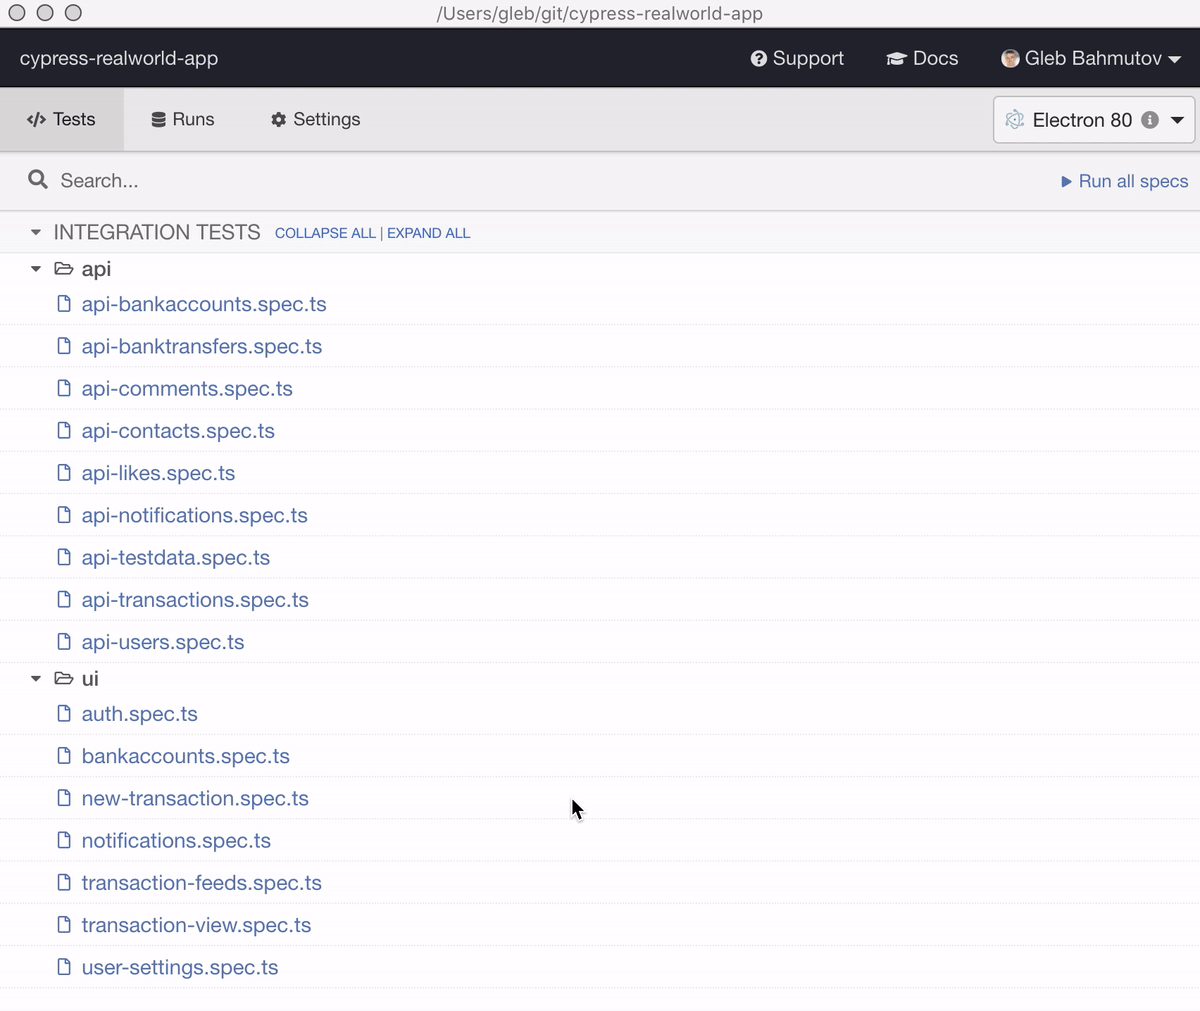 /Users/gleb/git/cypress-realworld-app
cypress-realworld-app Support Docs Gleb Bahmutov
Tests Runs Settings Electron 80
Search... Run all specs
INTEGRATION TESTS COLLAPSE ALL | EXPAND ALL
api
api-bankaccounts.spec.ts
api-banktransfers.spec.ts
api-comments.spec.ts
api-contacts.spec.ts
api-likes.spec.ts
api-notifications.spec.ts
api-testdata.spec.ts
api-transactions.spec.ts
api-users.spec.ts
ui
auth.spec.ts
bankaccounts.spec.ts
new-transaction.spec.ts
notifications.spec.ts
transaction-feeds.spec.ts
transaction-view.spec.ts
user-settings.spec.ts